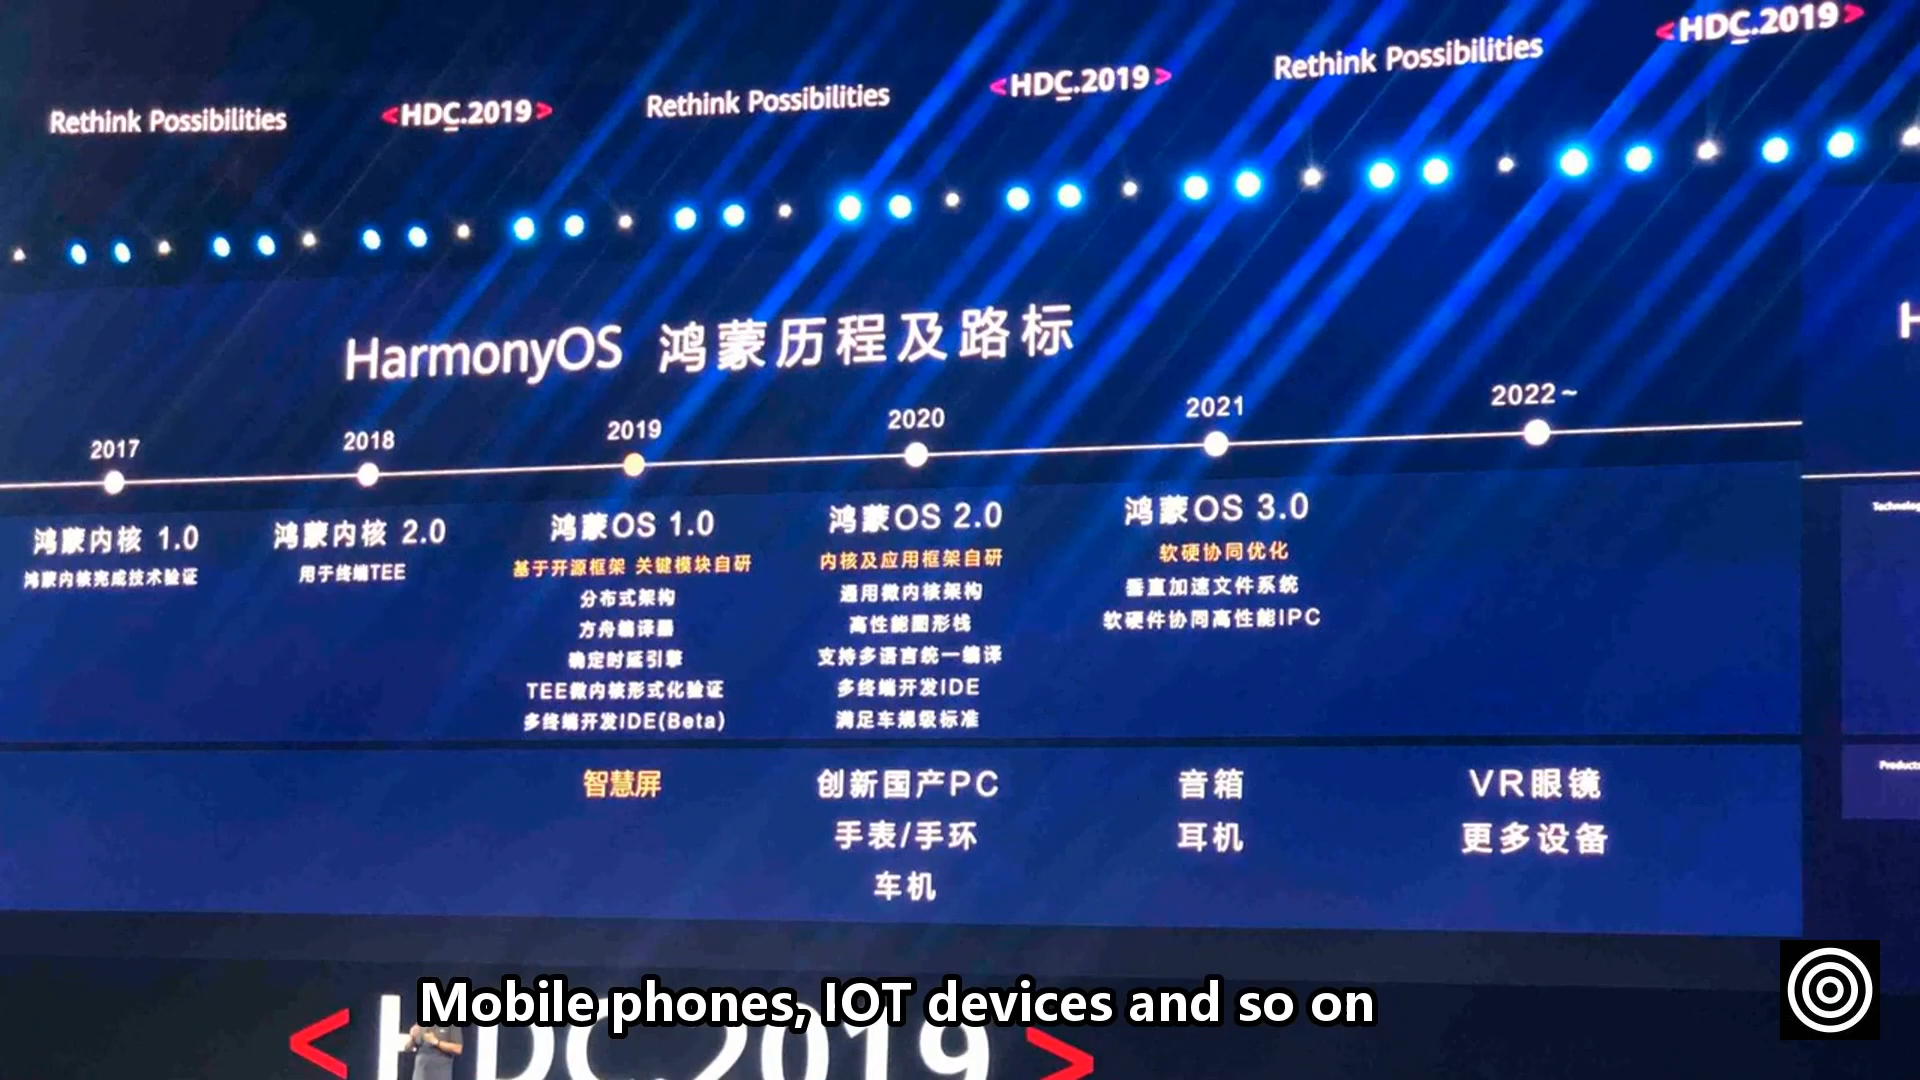 Rethink Possibilities
<HDC.2019>
Rethink Possibilities
<HDC.2019>
Rethink Possibilities
<HDC.2019>
HarmonyOS 鸿蒙历程及路标
H
2017
2018
2019
2020
2021
2022~
鸿蒙内核 1.0
鸿蒙内核完成技术验证
鸿蒙内核 2.0
用于终端TEE
鸿蒙OS 1.0
基于开源框架 关键模块自研
分布式架构
方舟编译器
确定时延引擎
TEE微内核形式化验证
多终端开发IDE(Beta)
鸿蒙OS 2.0
内核及应用框架自研
通用微内核架构
高性能图形栈
支持多语言统一编译
多终端开发IDE
满足车规级标准
鸿蒙OS 3.0
软硬协同优化
垂直加速文件系统
软硬件协同高性能IPC
智慧屏
创新国产PC
手表/手环
车机
音箱
耳机
VR眼镜
更多设备
Mobile phones, IOT devices and so on
<HDC.2019>